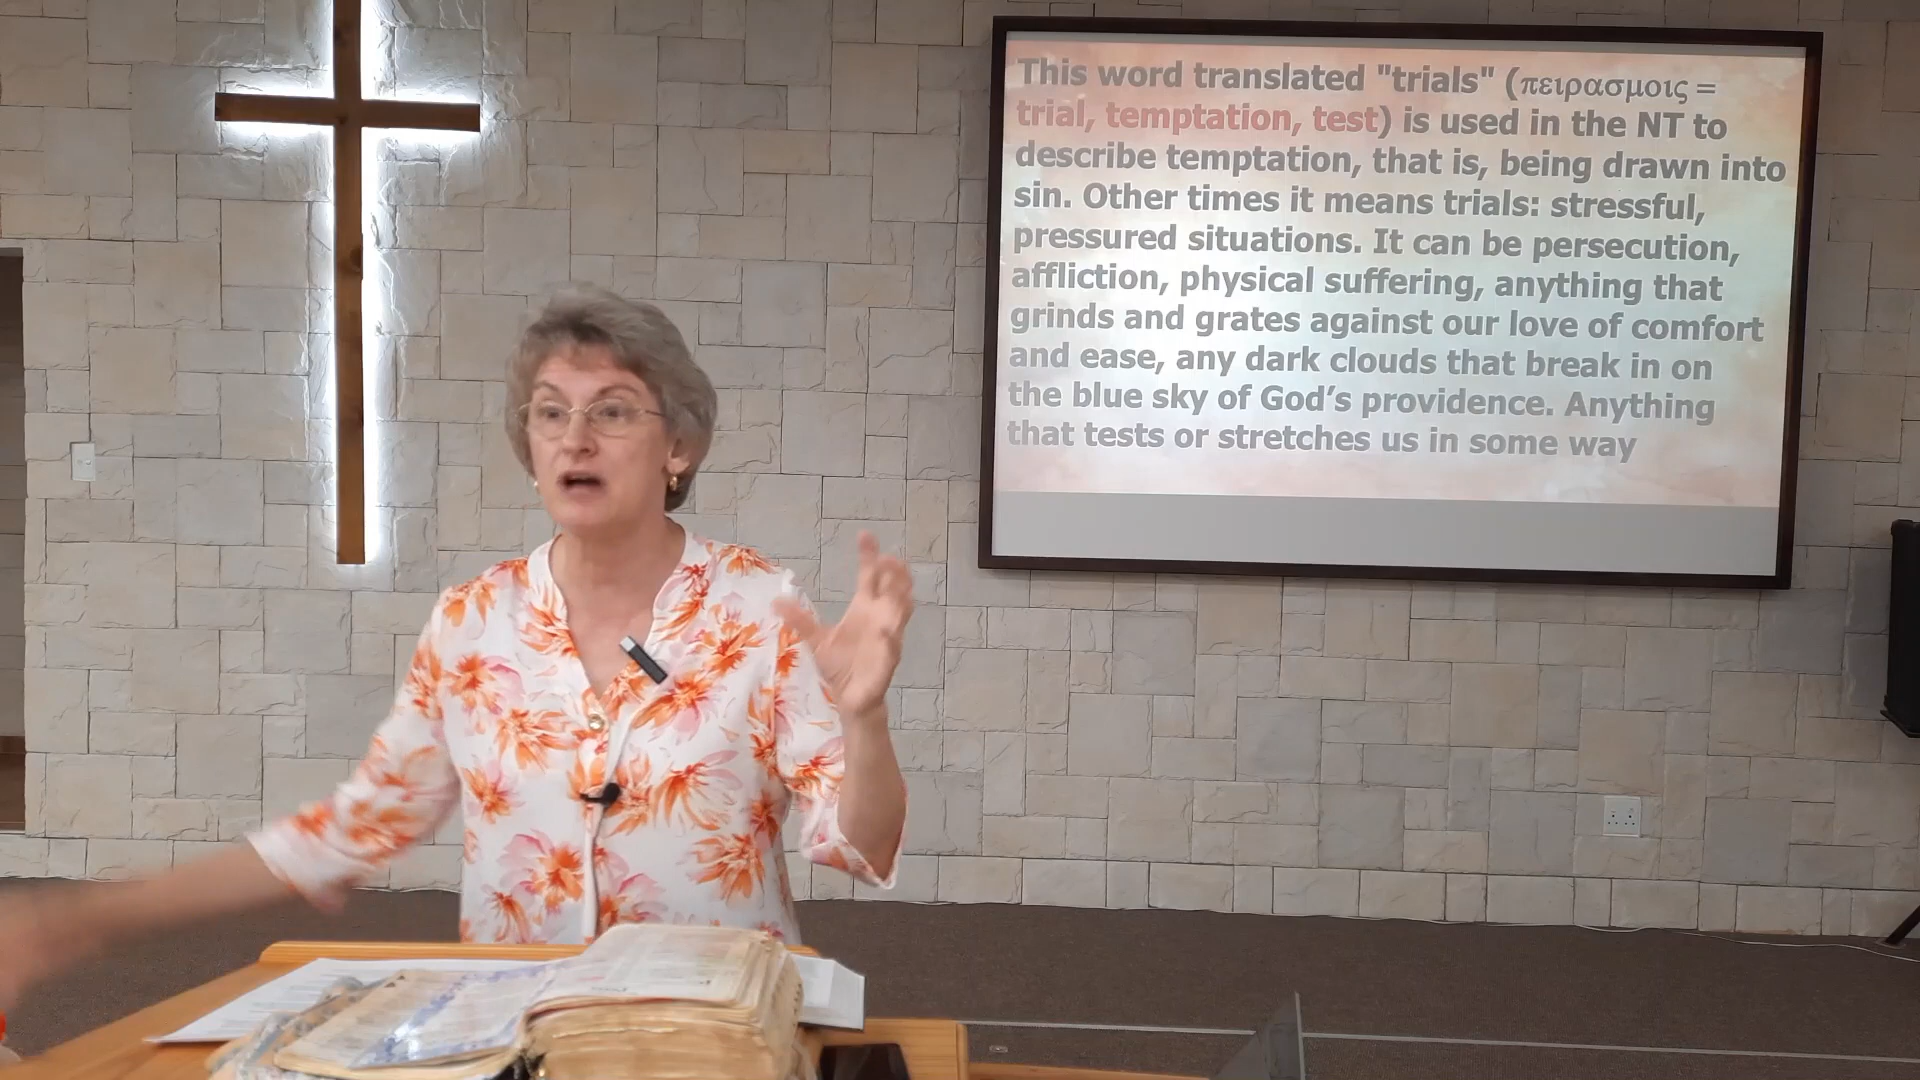 This word translated "trials" (πειρασμοις =
trial, temptation, test) is used in the NT to
describe temptation, that is, being drawn into
sin. Other times it means trials: stressful,
pressured situations. It can be persecution,
affliction, physical suffering, anything that
grinds and grates against our love of comfort
and ease, any dark clouds that break in on
the blue sky of God’s providence. Anything
that tests or stretches us in some way